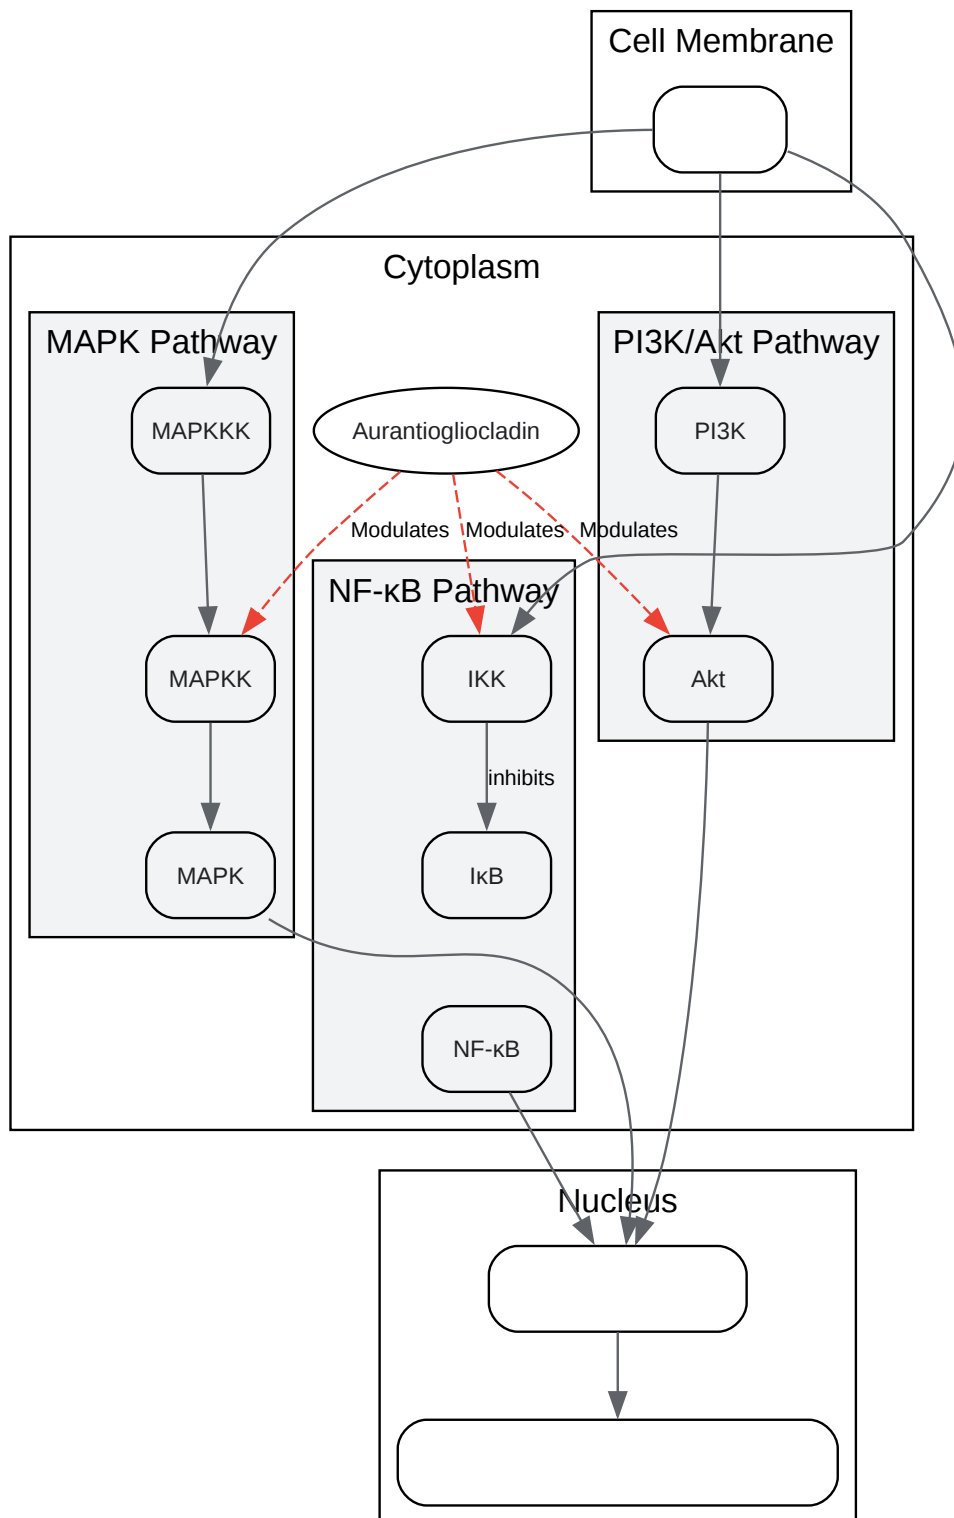 Cell Membrane
Cytoplasm
MAPK Pathway
PI3K/Akt Pathway
MAPKKK
Aurantiogliocladin
PI3K
Modulates
Modulates
Modulates
NF-κB Pathway
MAPKK
IKK
Akt
inhibits
MAPK
IκB
NF-κB
Nucleus